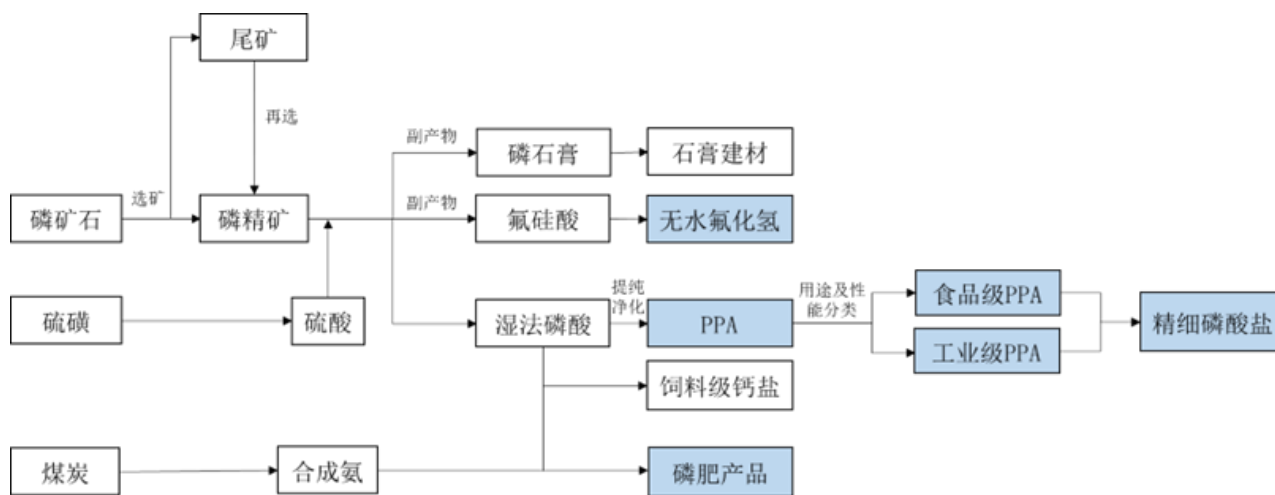 尾矿
再选
副产物
磷石膏
石膏建材
磷矿石
选矿
磷精矿
副产物
氟硅酸
无水氟化氢
硫磺
硫酸
湿法磷酸
提纯
净化
PPA
用途及性
能分类
食品级PPA
工业级PPA
精细磷酸盐
饲料级钙盐
煤炭
合成氨
磷肥产品